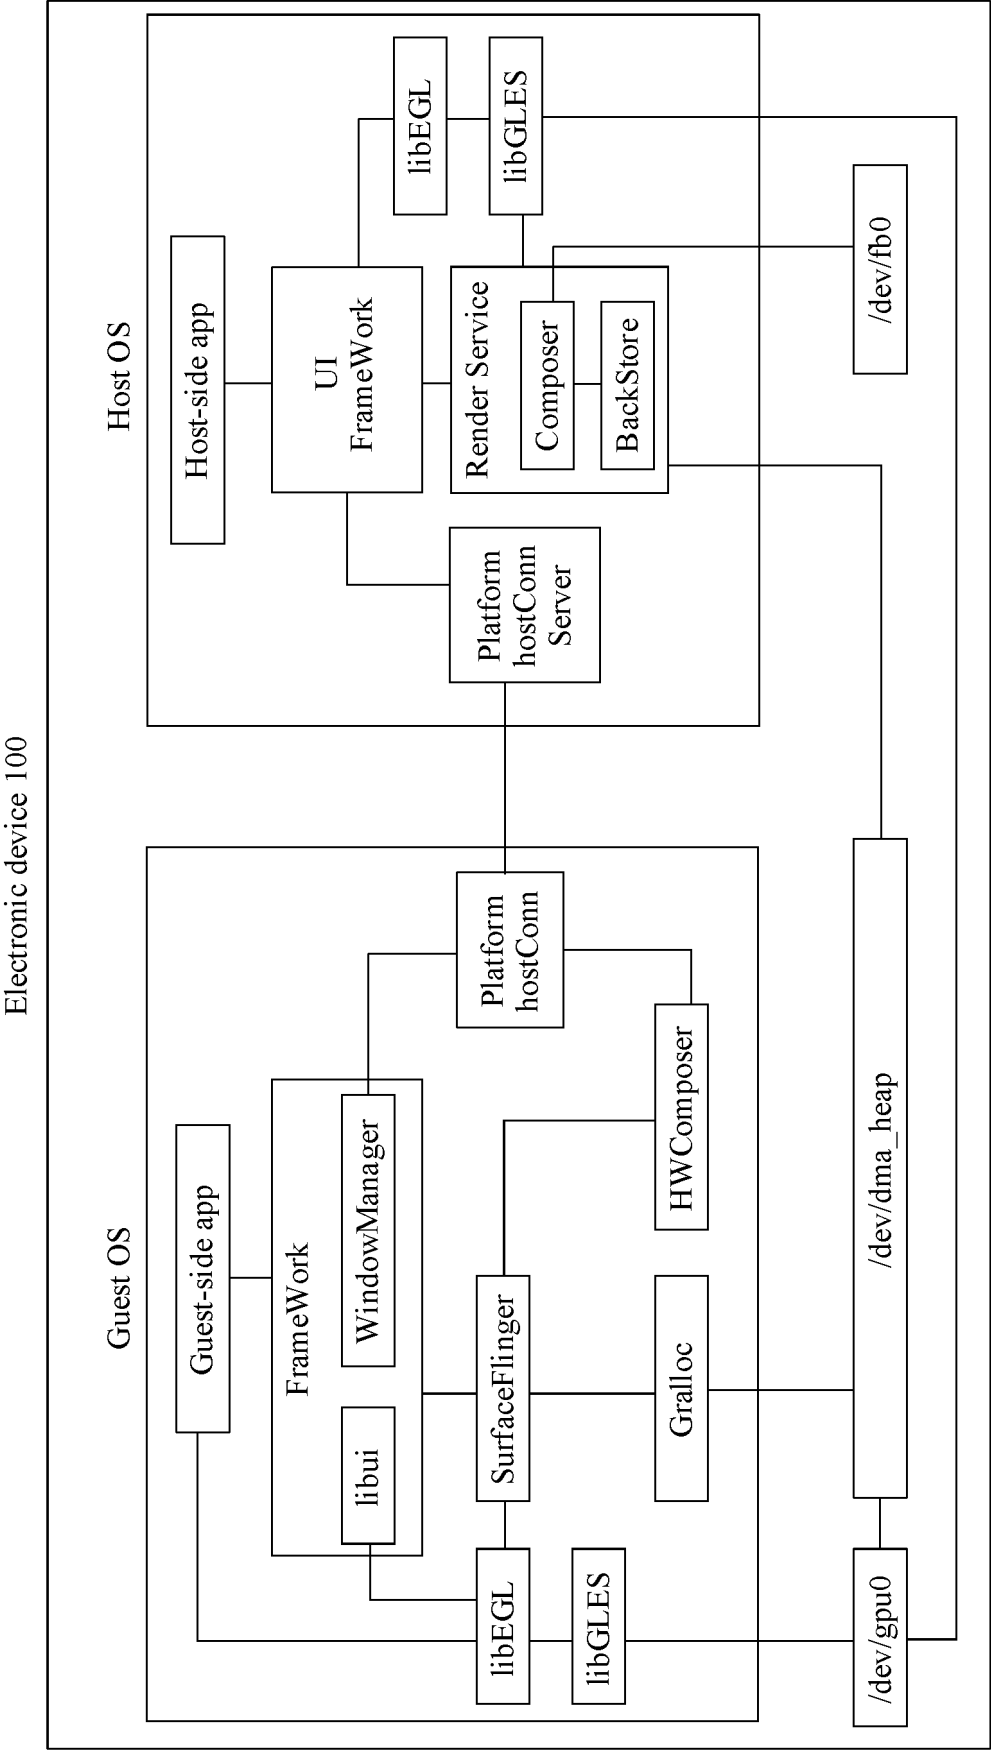 Electronic device 100
Guest OS
Guest-side app
FrameWork
libui
WindowManager
libEGL
SurfaceFlinger
Platform
hostConn
libGLES
Gralloc
HWComposer
Host OS
Host-side app
UI
FrameWork
libEGL
Platform
hostConn
Server
Render Service
Composer
BackStore
libGLES
/dev/gpu0
/dev/dma_heap
/dev/fb0